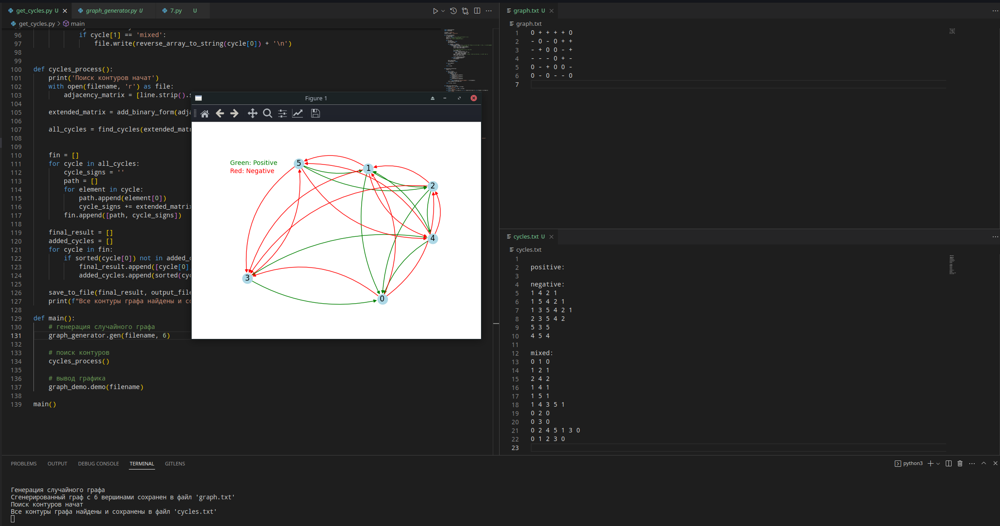 get_cycles.py U
graph_generator.py U
7.py U
get_cycles.py > main
96 if cycle[1] == 'mixed':
97 file.write(reverse_array_to_string(cycle[0]) + '\n')
98
99
100 def cycles_process():
101 print('Поиск контуров начат')
102 with open(filename, 'r') as file:
103 adjacency_matrix = [line.strip().
104
105 extended_matrix = add_binary_form(adj
106
107 all_cycles = find_cycles(extended_mat
108
109
110 fin = []
111 for cycle in all_cycles:
112 cycle_signs = ''
113 path = []
114 for element in cycle:
115 path.append(element[0])
116 cycle_signs += extended_matri
117 fin.append([path, cycle_signs])
118
119 final_result = []
120 added_cycles = []
121 for cycle in fin:
122 if sorted(cycle[0]) not in added_
123 final_result.append([cycle[0]
124 added_cycles.append(sorted(cy
125
126 save_to_file(final_result, output_file
127 print(f"Все контуры графа найдены и с
128
129 def main():
130 # генерация случайного графа
131 graph_generator.gen(filename, 6)
132
133 # поиск контуров
134 cycles_process()
135
136 # вывод графика
137 graph_demo.demo(filename)
138
139 main()
Figure 1
Green: Positive
Red: Negative
5
1
2
4
3
0
graph.txt U
graph.txt
1 0 + + + + 0
2 - 0 - 0 + +
3 - + 0 0 - +
4 - - - 0 + -
5 0 - + 0 0 -
6 0 - 0 - - 0
7
cycles.txt U
cycles.txt
1
2 positive:
3
4 negative:
5 1 4 2 1
6 1 5 4 2 1
7 1 3 5 4 2 1
8 2 3 5 4 2
9 5 3 5
10 4 5 4
11
12 mixed:
13 0 1 0
14 1 2 1
15 2 4 2
16 1 4 1
17 1 5 1
18 1 4 3 5 1
19 0 2 0
20 0 3 0
21 0 2 4 5 1 3 0
22 0 1 2 3 0
23
PROBLEMS OUTPUT DEBUG CONSOLE TERMINAL GITLENS
python3
Генерация случайного графа
Сгенерированный граф с 6 вершинами сохранен в файл 'graph.txt'
Поиск контуров начат
Все контуры графа найдены и сохранены в файл 'cycles.txt'